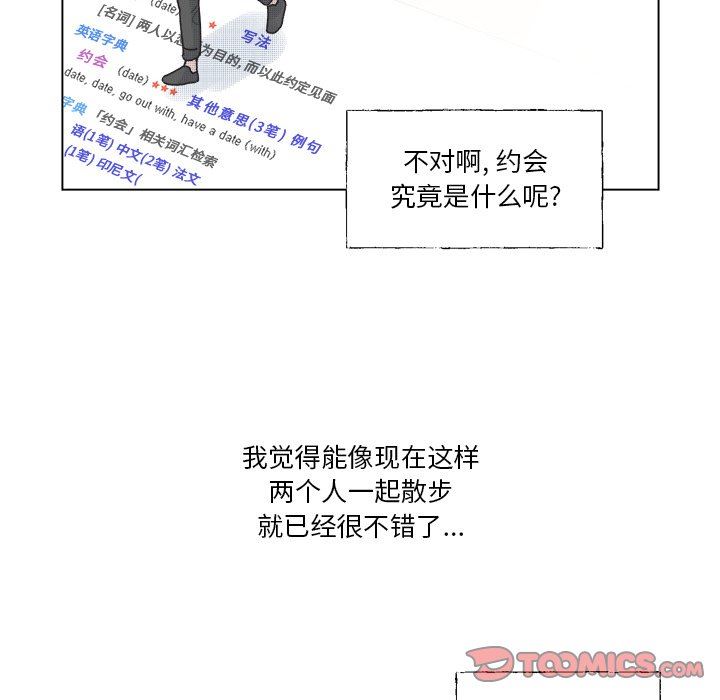 (date)
[名词] 两人以恋 为目的, 而以此约定见面
写法
英语字典
约会 (date) ★★★
date, date, go out with, have a date (with)
其他意思(3笔) 例句
字典「约会」相关词汇检索
语(1笔) 中文(2笔) 法文
(1笔) 印尼文(
不对啊, 约会
究竟是什么呢?
我觉得能像现在这样
两个人一起散步
就已经很不错了...
TOOMICS.COM